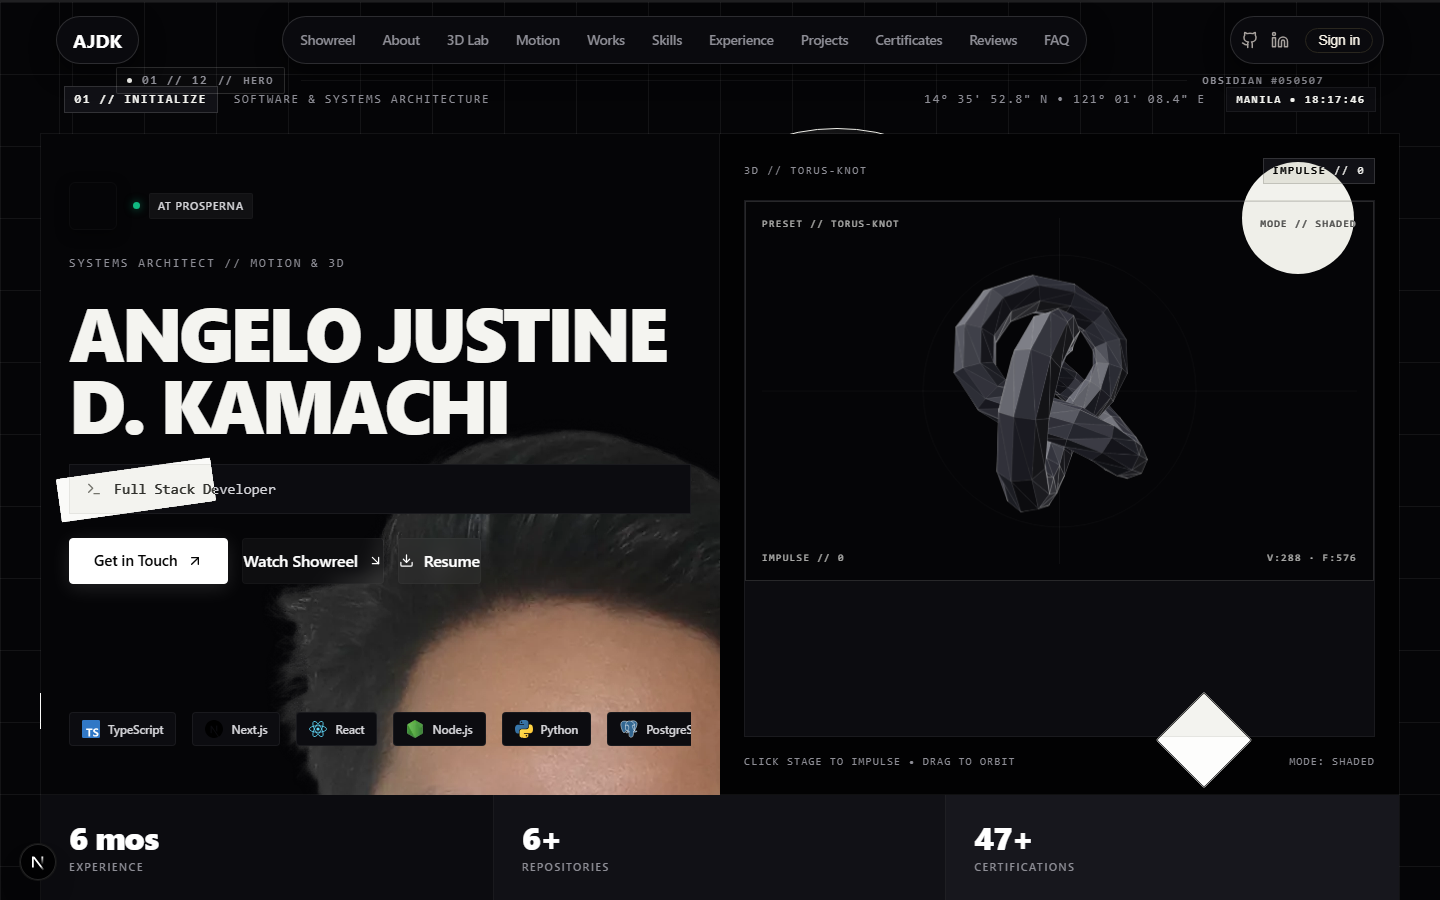 AJDK
Showreel About 3D Lab Motion Works Skills Experience Projects Certificates Reviews FAQ
Sign in
01 // 12 // HERO
OBSIDIAN #050507
01 // INITIALIZE
SOFTWARE & SYSTEMS ARCHITECTURE
14° 35' 52.8" N • 121° 01' 08.4" E
MANILA • 18:17:46
AT PROSPERNA
SYSTEMS ARCHITECT // MOTION & 3D
ANGELO JUSTINE
D. KAMACHI
>_ Full Stack Developer
Get in Touch
Watch Showreel
Resume
TypeScript
Next.js
React
Node.js
Python
PostgreS
3D // TORUS-KNOT
IMPULSE // 0
PRESET // TORUS-KNOT
MODE // SHADED
IMPULSE // 0
V:288 · F:576
CLICK STAGE TO IMPULSE • DRAG TO ORBIT
MODE: SHADED
6 mos
EXPERIENCE
6+
REPOSITORIES
47+
CERTIFICATIONS